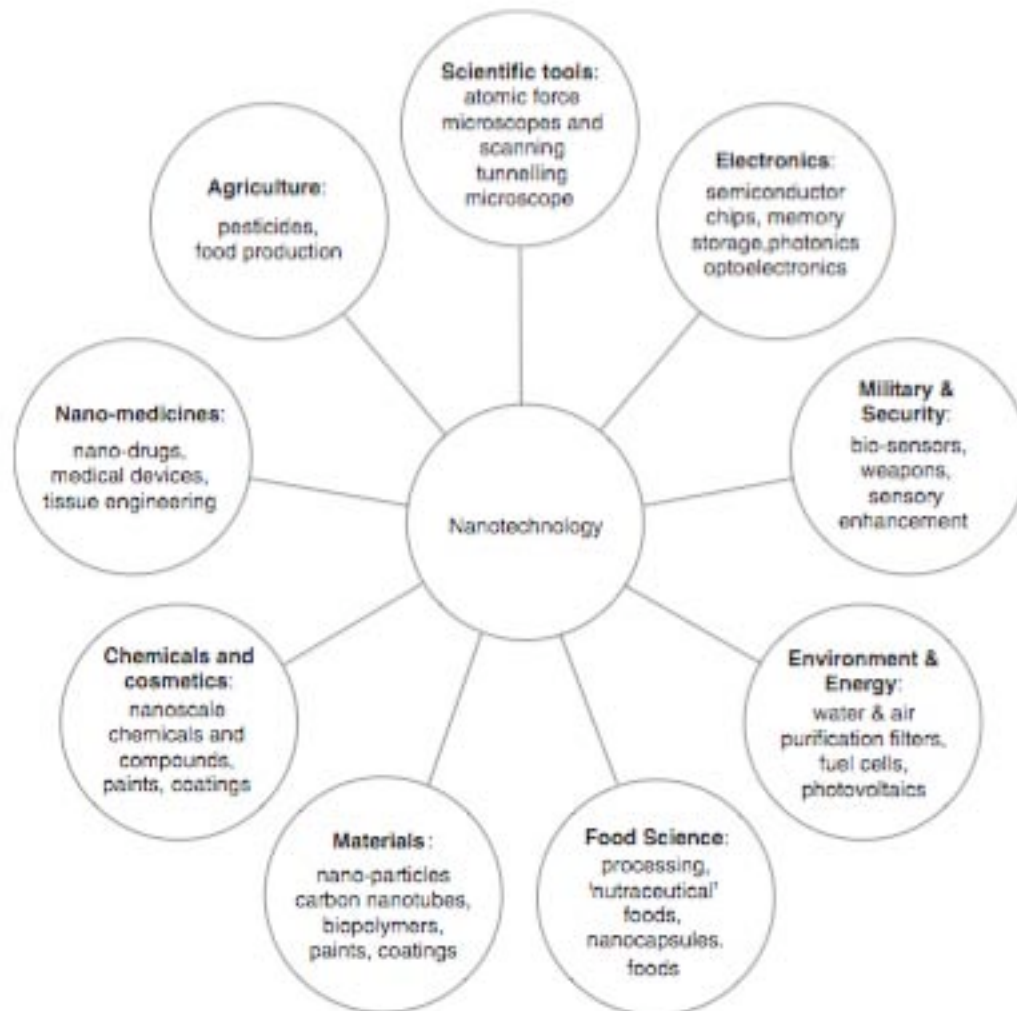 Scientific tools:
atomic force
microscopes and
scanning
tunnelling
microscope
Electronics:
semiconductor
chips, memory
storage,photonics
optoelectronics
Military &
Security:
bio-sensors,
weapons,
sensory
enhancement
Environment &
Energy:
water & air
purification filters,
fuel cells,
photovoltaics
Food Science:
processing,
'nutraceutical'
foods,
nanocapsules.
foods
Materials :
nano-particles
carbon nanotubes,
biopolymers,
paints, coatings
Chemicals and
cosmetics:
nanoscale
chemicals and
compounds,
paints, coatings
Nano-medicines:
nano-drugs,
medical devices,
tissue engineering
Agriculture:
pesticides,
food production
Nanotechnology